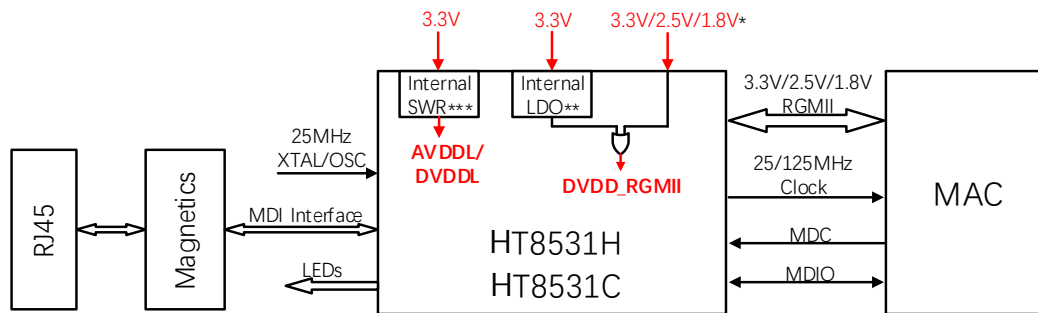 3.3V
3.3V
3.3V/2.5V/1.8V*
Internal
SWR***
Internal
LDO**
3.3V/2.5V/1.8V
RGMII
25MHz
XTAL/OSC
AVDDL/
DVDDL
DVDD_RGMII
25/125MHz
Clock
RJ45
Magnetics
MDI Interface
MAC
HT8531H
HT8531C
MDC
LEDs
MDIO